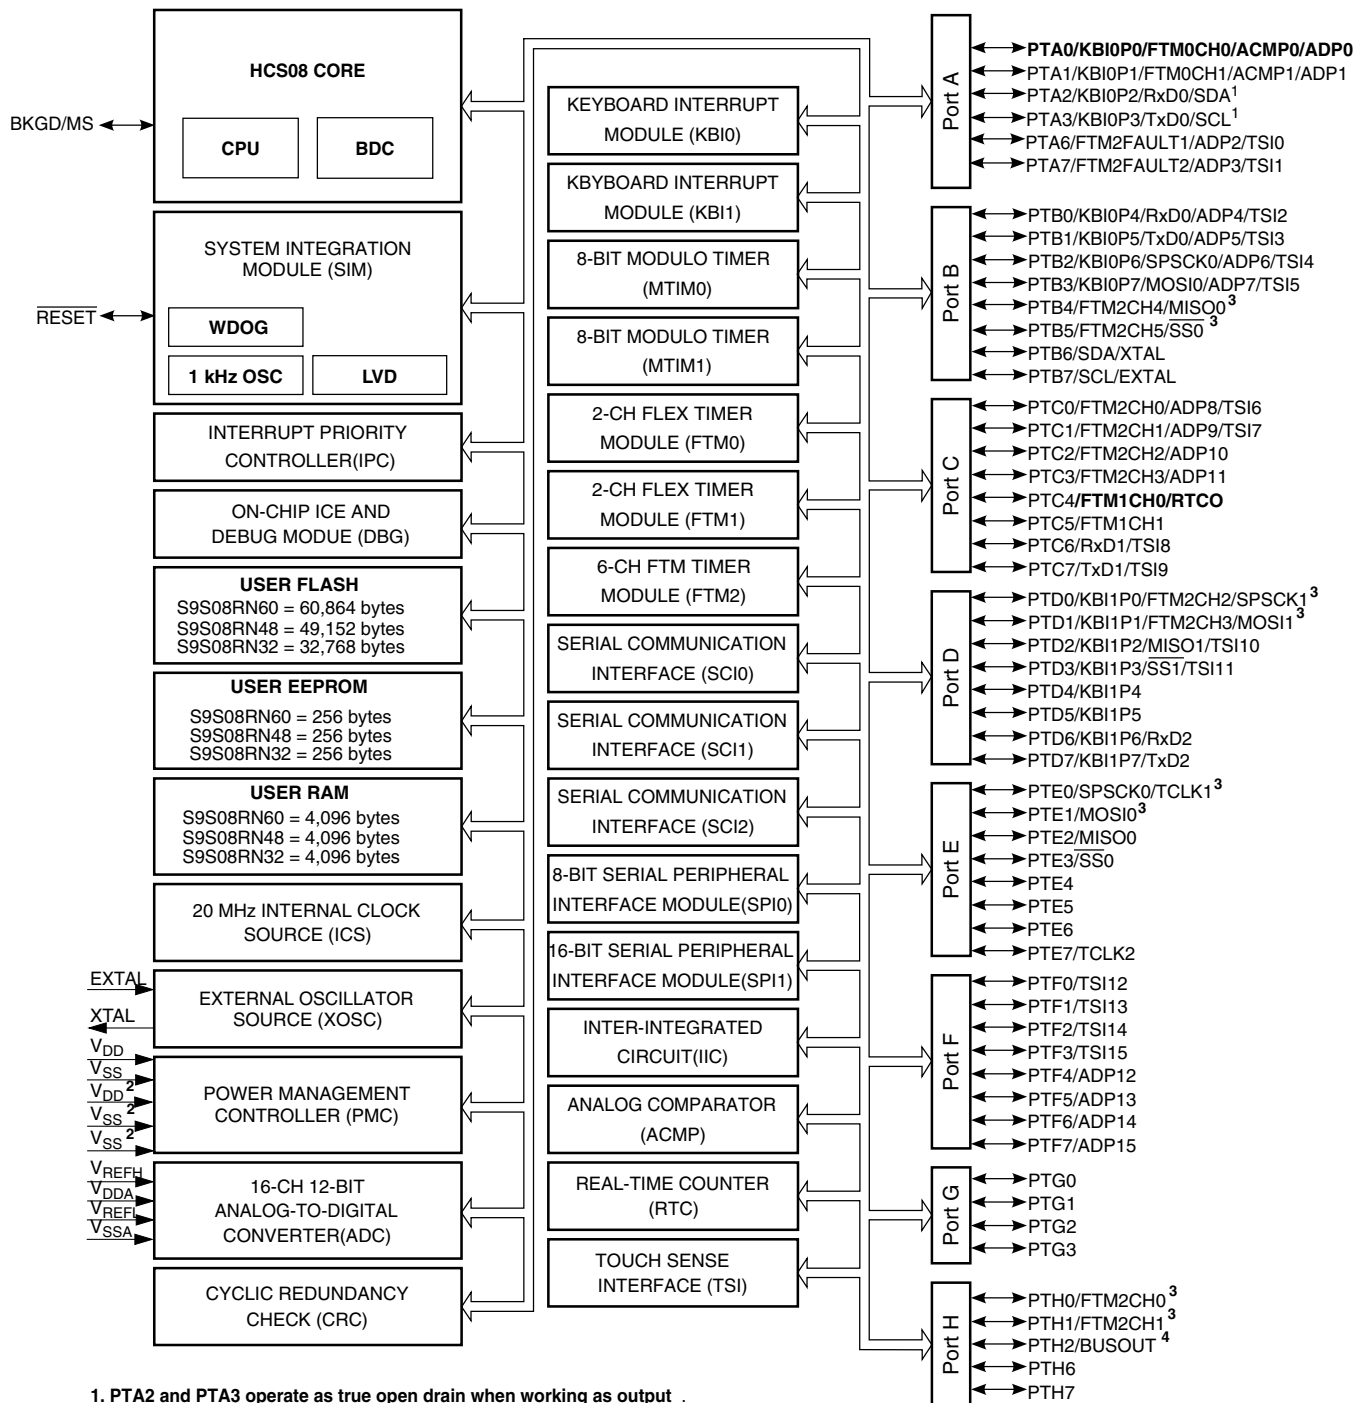 HCS08 CORE
CPU
BDC
BKGD/MS
SYSTEM INTEGRATION
MODULE (SIM)
RESET
WDOG
1 kHz OSC
LVD
INTERRUPT PRIORITY
CONTROLLER(IPC)
ON-CHIP ICE AND
DEBUG MODUE (DBG)
USER FLASH
S9S08RN60 = 60,864 bytes
S9S08RN48 = 49,152 bytes
S9S08RN32 = 32,768 bytes
USER EEPROM
S9S08RN60 = 256 bytes
S9S08RN48 = 256 bytes
S9S08RN32 = 256 bytes
USER RAM
S9S08RN60 = 4,096 bytes
S9S08RN48 = 4,096 bytes
S9S08RN32 = 4,096 bytes
20 MHz INTERNAL CLOCK
SOURCE (ICS)
EXTAL
XTAL
EXTERNAL OSCILLATOR
SOURCE (XOSC)
VDD
VSS
VDD 2
VSS 2
VSS 2
POWER MANAGEMENT
CONTROLLER (PMC)
VREFH
VDDA
VREFL
VSSA
16-CH 12-BIT
ANALOG-TO-DIGITAL
CONVERTER(ADC)
CYCLIC REDUNDANCY
CHECK (CRC)
KEYBOARD INTERRUPT
MODULE (KBI0)
KBYBOARD INTERRUPT
MODULE (KBI1)
8-BIT MODULO TIMER
(MTIM0)
8-BIT MODULO TIMER
(MTIM1)
2-CH FLEX TIMER
MODULE (FTM0)
2-CH FLEX TIMER
MODULE (FTM1)
6-CH FTM TIMER
MODULE (FTM2)
SERIAL COMMUNICATION
INTERFACE (SCI0)
SERIAL COMMUNICATION
INTERFACE (SCI1)
SERIAL COMMUNICATION
INTERFACE (SCI2)
8-BIT SERIAL PERIPHERAL
INTERFACE MODULE(SPI0)
16-BIT SERIAL PERIPHERAL
INTERFACE MODULE(SPI1)
INTER-INTEGRATED
CIRCUIT(IIC)
ANALOG COMPARATOR
(ACMP)
REAL-TIME COUNTER
(RTC)
TOUCH SENSE
INTERFACE (TSI)
Port A
PTA0/KBI0P0/FTM0CH0/ACMP0/ADP0
PTA1/KBI0P1/FTM0CH1/ACMP1/ADP1
PTA2/KBI0P2/RxD0/SDA1
PTA3/KBI0P3/TxD0/SCL1
PTA6/FTM2FAULT1/ADP2/TSI0
PTA7/FTM2FAULT2/ADP3/TSI1
Port B
PTB0/KBI0P4/RxD0/ADP4/TSI2
PTB1/KBI0P5/TxD0/ADP5/TSI3
PTB2/KBI0P6/SPSCK0/ADP6/TSI4
PTB3/KBI0P7/MOSI0/ADP7/TSI5
PTB4/FTM2CH4/MISO0 3
PTB5/FTM2CH5/SS0 3
PTB6/SDA/XTAL
PTB7/SCL/EXTAL
Port C
PTC0/FTM2CH0/ADP8/TSI6
PTC1/FTM2CH1/ADP9/TSI7
PTC2/FTM2CH2/ADP10
PTC3/FTM2CH3/ADP11
PTC4/FTM1CH0/RTCO
PTC5/FTM1CH1
PTC6/RxD1/TSI8
PTC7/TxD1/TSI9
Port D
PTD0/KBI1P0/FTM2CH2/SPSCK1 3
PTD1/KBI1P1/FTM2CH3/MOSI1 3
PTD2/KBI1P2/MISO1/TSI10
PTD3/KBI1P3/SS1/TSI11
PTD4/KBI1P4
PTD5/KBI1P5
PTD6/KBI1P6/RxD2
PTD7/KBI1P7/TxD2
Port E
PTE0/SPSCK0/TCLK1 3
PTE1/MOSI0 3
PTE2/MISO0
PTE3/SS0
PTE4
PTE5
PTE6
PTE7/TCLK2
Port F
PTF0/TSI12
PTF1/TSI13
PTF2/TSI14
PTF3/TSI15
PTF4/ADP12
PTF5/ADP13
PTF6/ADP14
PTF7/ADP15
Port G
PTG0
PTG1
PTG2
PTG3
Port H
PTH0/FTM2CH0 3
PTH1/FTM2CH1 3
PTH2/BUSOUT 4
PTH6
PTH7
1. PTA2 and PTA3 operate as true open drain when working as output .